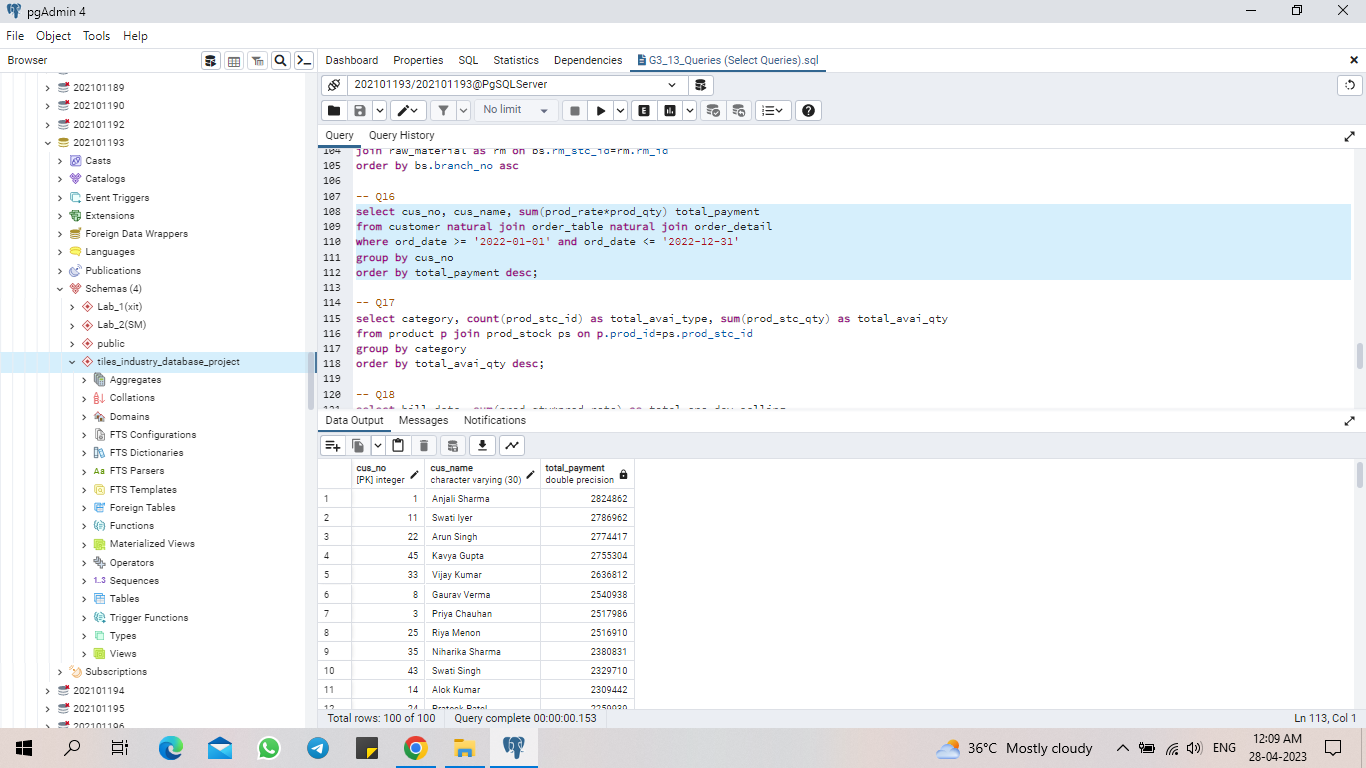 pgAdmin 4
File Object Tools Help
Browser
Dashboard Properties SQL Statistics Dependencies G3_13_Queries (Select Queries).sql
202101189
202101190
202101192
202101193
Casts
Catalogs
Event Triggers
Extensions
Foreign Data Wrappers
Languages
Publications
Schemas (4)
Lab_1(xit)
Lab_2(SM)
public
tiles_industry_database_project
Aggregates
Collations
Domains
FTS Configurations
FTS Dictionaries
Aa FTS Parsers
FTS Templates
Foreign Tables
Functions
Materialized Views
Operators
1..3 Sequences
Tables
Trigger Functions
Types
Views
Subscriptions
202101194
202101195
202101196
202101193/202101193@PgSQLServer
No limit
E
Query Query History
104 join raw_material as rm on bs.rm_stc_id=rm.rm_id
105 order by bs.branch_no asc
106
107 -- Q16
108 select cus_no, cus_name, sum(prod_rate*prod_qty) total_payment
109 from customer natural join order_table natural join order_detail
110 where ord_date >= '2022-01-01' and ord_date <= '2022-12-31'
111 group by cus_no
112 order by total_payment desc;
113
114 -- Q17
115 select category, count(prod_stc_id) as total_avai_type, sum(prod_stc_qty) as total_avai_qty
116 from product p join prod_stock ps on p.prod_id=ps.prod_stc_id
117 group by category
118 order by total_avai_qty desc;
119
120 -- Q18
Data Output Messages Notifications
cus_no cus_name total_payment
[PK] integer character varying (30) double precision
1 1 Anjali Sharma 2824862
2 11 Swati Iyer 2786962
3 22 Arun Singh 2774417
4 45 Kavya Gupta 2755304
5 33 Vijay Kumar 2636812
6 8 Gaurav Verma 2540938
7 3 Priya Chauhan 2517986
8 25 Riya Menon 2516910
9 35 Niharika Sharma 2380831
10 43 Swati Singh 2329710
11 14 Alok Kumar 2309442
Total rows: 100 of 100 Query complete 00:00:00.153 Ln 113, Col 1
36°C Mostly cloudy ENG 12:09 AM
28-04-2023